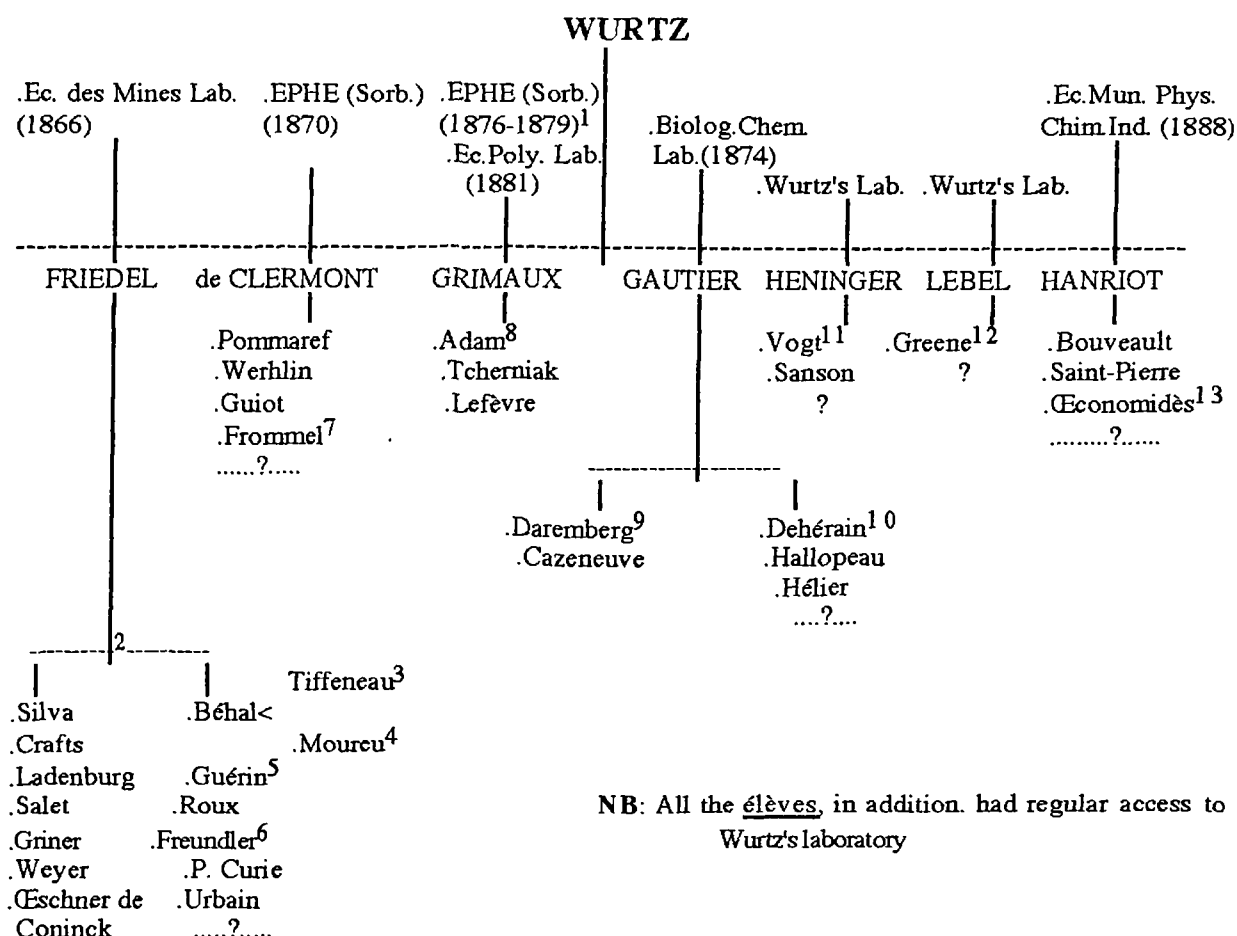 WURTZ
.Ec. des Mines Lab.
(1866)
.EPHE (Sorb.)
(1870)
.EPHE (Sorb.)
(1876-1879)1
.Ec.Poly. Lab.
(1881)
.Biolog.Chem.
Lab.(1874)
.Wurtz's Lab.
.Wurtz's Lab.
.Ec.Mun. Phys.
Chim.Ind. (1888)
FRIEDEL
de CLERMONT
GRIMAUX
GAUTIER
HENINGER
LEBEL
HANRIOT
.Pommaref
.Werhlin
.Guiot
.Frommel7
......?.....
.Adam8
.Tcherniak
.Lefèvre
.Vogt11
.Sanson
?
.Greene12
?
.Bouveault
.Saint-Pierre
.Œconomidès13
.........?......
.Daremberg9
.Cazeneuve
.Dehérain10
.Hallopeau
.Hélier
....?....
2
.Silva
.Crafts
.Ladenburg
.Salet
.Griner
.Weyer
.Œschner de
Coninck
.Béhal<
Tiffeneau3
.Moureu4
.Guérin5
.Roux
.Freundler6
.P. Curie
.Urbain
.....?.....
NB: All the élèves, in addition. had regular access to
Wurtz's laboratory